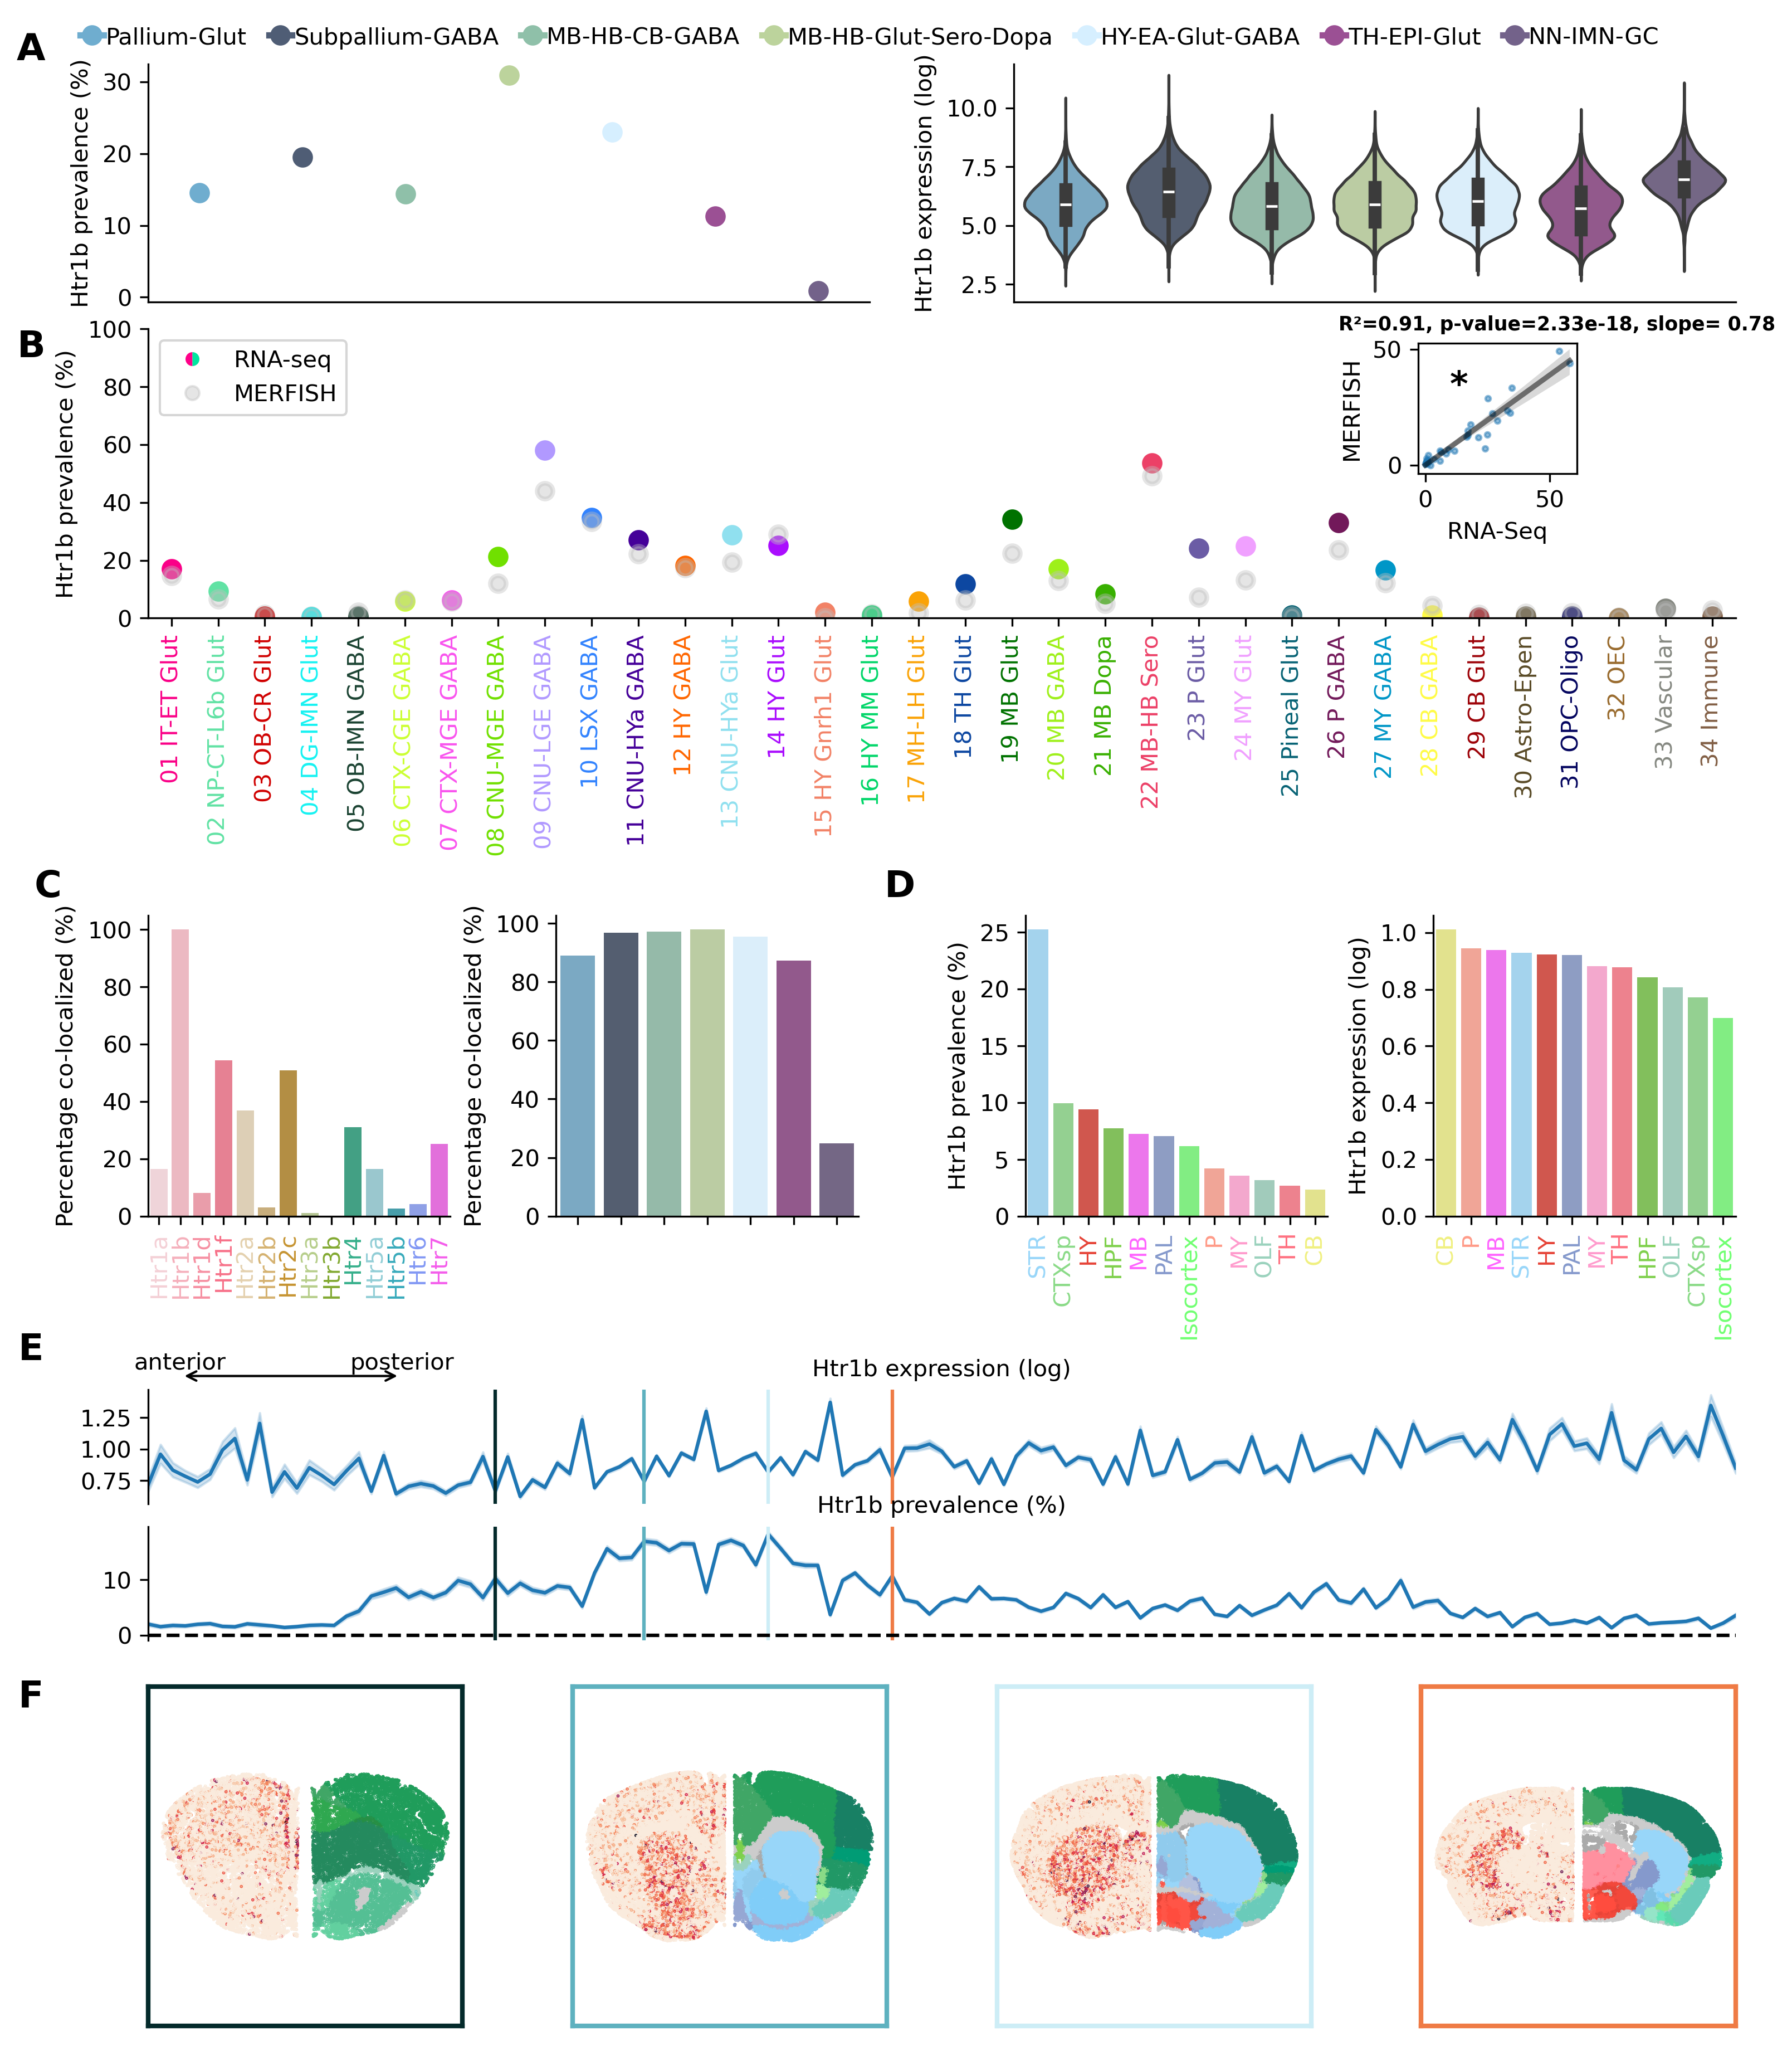 A
Pallium-Glut Subpallium-GABA MB-HB-CB-GABA MB-HB-Glut-Sero-Dopa HY-EA-Glut-GABA TH-EPI-Glut NN-IMN-GC
Htr1b prevalence (%)
30
20
10
0
Htr1b expression (log)
10.0
7.5
5.0
2.5
B
Htr1b prevalence (%)
100
80
60
40
20
0
RNA-seq
MERFISH
R²=0.91, p-value=2.33e-18, slope= 0.78
MERFISH
50
0
*
0 50
RNA-Seq
01 IT-ET Glut
02 NP-CT-L6b Glut
03 OB-CR Glut
04 DG-IMN Glut
05 OB-IMN GABA
06 CTX-CGE GABA
07 CTX-MGE GABA
08 CNU-MGE GABA
09 CNU-LGE GABA
10 LSX GABA
11 CNU-HYa GABA
12 HY GABA
13 CNU-HYa Glut
14 HY Glut
15 HY Gnrh1 Glut
16 HY MM Glut
17 MH-LH Glut
18 TH Glut
19 MB Glut
20 MB GABA
21 MB Dopa
22 MB-HB Sero
23 P Glut
24 MY Glut
25 Pineal Glut
26 P GABA
27 MY GABA
28 CB GABA
29 CB Glut
30 Astro-Epen
31 OPC-Oligo
32 OEC
33 Vascular
34 Immune
C
Percentage co-localized (%)
100
80
60
40
20
0
Htr1a
Htr1b
Htr1d
Htr1f
Htr2a
Htr2b
Htr2c
Htr3a
Htr3b
Htr4
Htr5a
Htr5b
Htr6
Htr7
Percentage co-localized (%)
100
80
60
40
20
0
D
Htr1b prevalence (%)
25
20
15
10
5
0
STR
CTXsp
HY
HPF
MB
PAL
Isocortex
P
MY
OLF
TH
CB
Htr1b expression (log)
1.0
0.8
0.6
0.4
0.2
0.0
CB
P
MB
STR
HY
PAL
MY
TH
HPF
OLF
CTXsp
Isocortex
E
anterior posterior
Htr1b expression (log)
1.25
1.00
0.75
Htr1b prevalence (%)
10
0
F